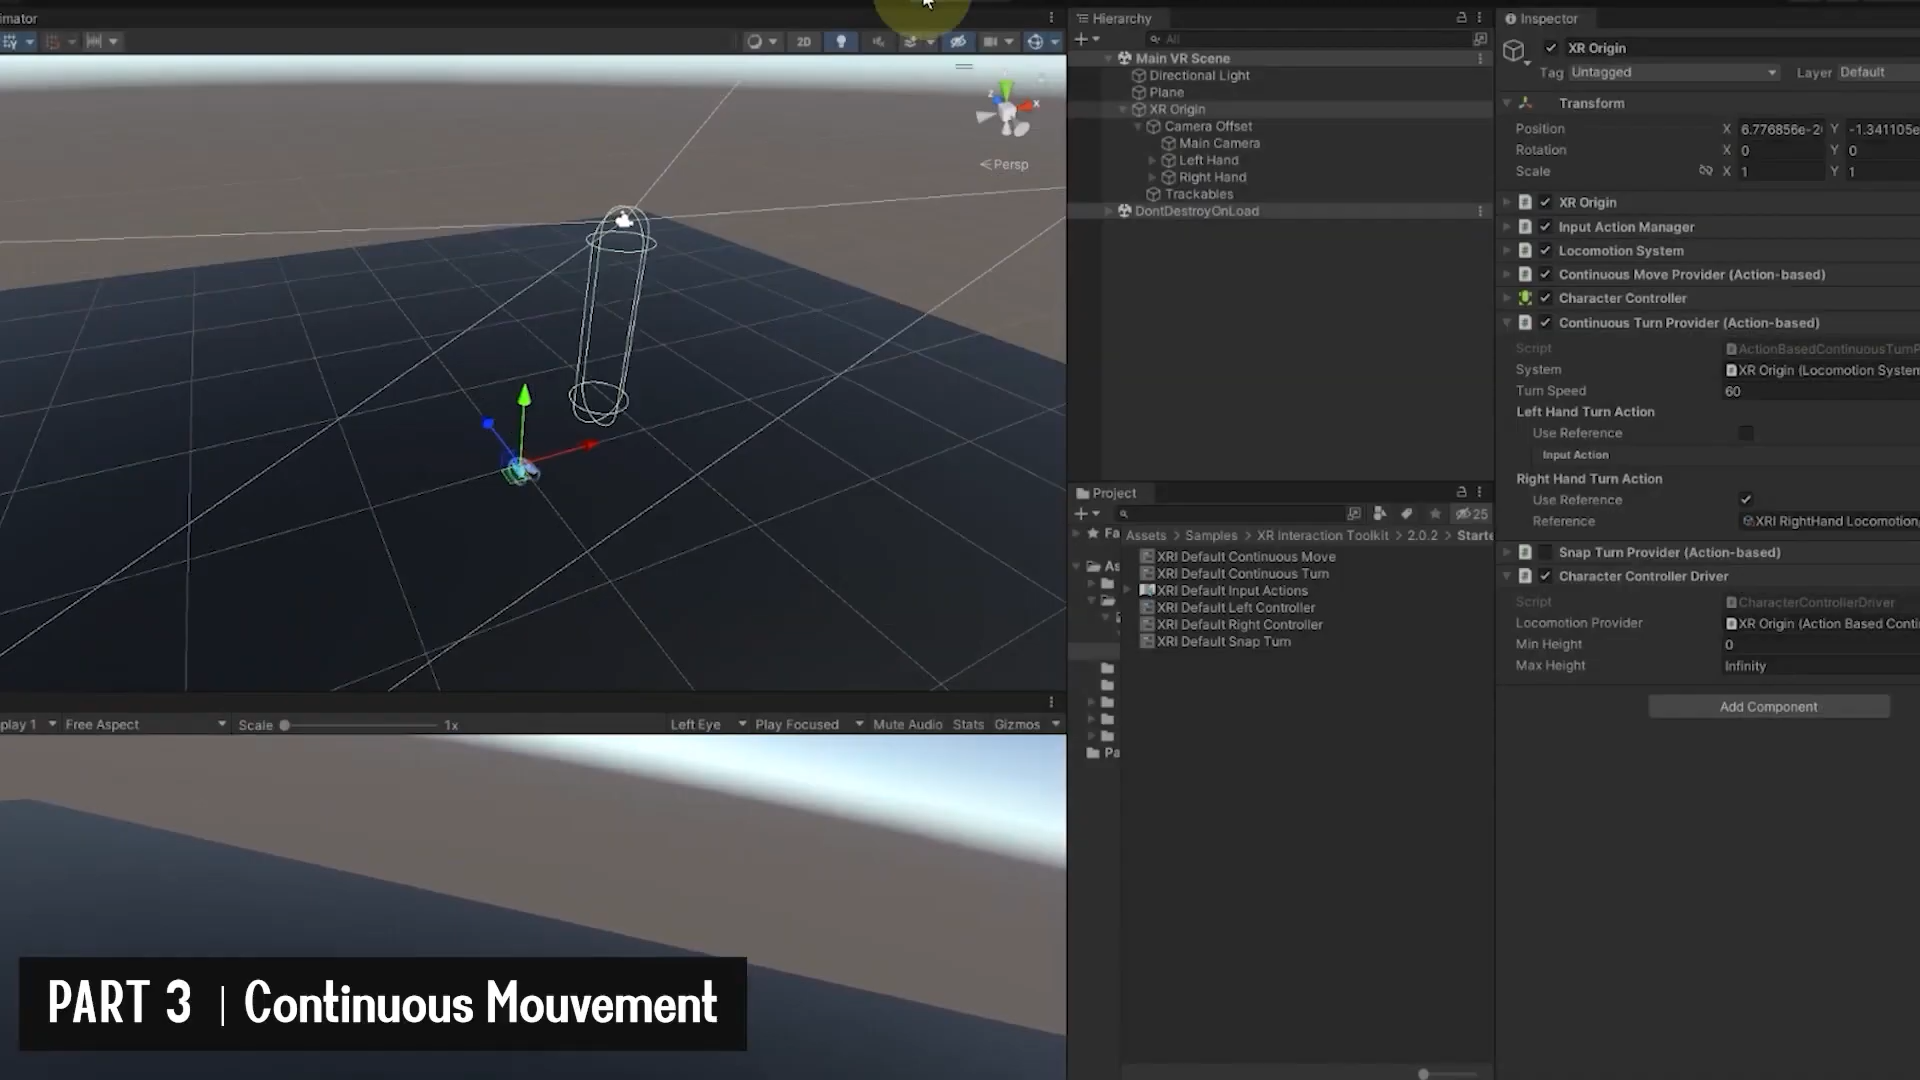 imator
2D
z
x
Persp
play 1
Free Aspect
Scale
1x
Left Eye
Play Focused
Mute Audio
Stats
Gizmos
PART 3 | Continuous Mouvement
Hierarchy
All
Main VR Scene
Directional Light
Plane
XR Origin
Camera Offset
Main Camera
Left Hand
Right Hand
Trackables
DontDestroyOnLoad
Project
25
Fa
Assets > Samples > XR Interaction Toolkit > 2.0.2 > Starte
As
XRI Default Continuous Move
XRI Default Continuous Turn
XRI Default Input Actions
XRI Default Left Controller
XRI Default Right Controller
XRI Default Snap Turn
Pa
Inspector
XR Origin
Tag Untagged Layer Default
Transform
Position X 6.776856e-2 Y -1.341105e
Rotation X 0 Y 0
Scale X 1 Y 1
XR Origin
Input Action Manager
Locomotion System
Continuous Move Provider (Action-based)
Character Controller
Continuous Turn Provider (Action-based)
Script ActionBasedContinuousTurnP
System XR Origin (Locomotion System
Turn Speed 60
Left Hand Turn Action
Use Reference
Input Action
Right Hand Turn Action
Use Reference
Reference XRI RightHand Locomotion
Snap Turn Provider (Action-based)
Character Controller Driver
Script CharacterControllerDriver
Locomotion Provider XR Origin (Action Based Conti
Min Height 0
Max Height Infinity
Add Component